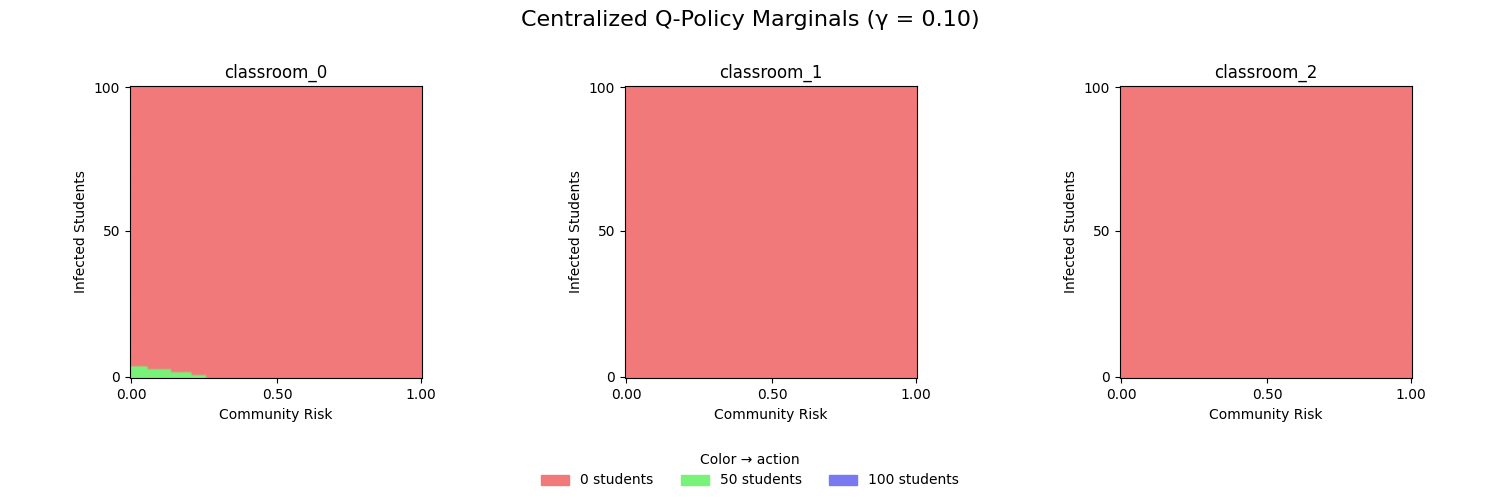 Centralized Q-Policy Marginals (γ = 0.10)
classroom_0
100
50
0
Infected Students
0.00 0.50 1.00
Community Risk
classroom_1
100
50
0
Infected Students
0.00 0.50 1.00
Community Risk
classroom_2
100
50
0
Infected Students
0.00 0.50 1.00
Community Risk
Color → action
0 students 50 students 100 students